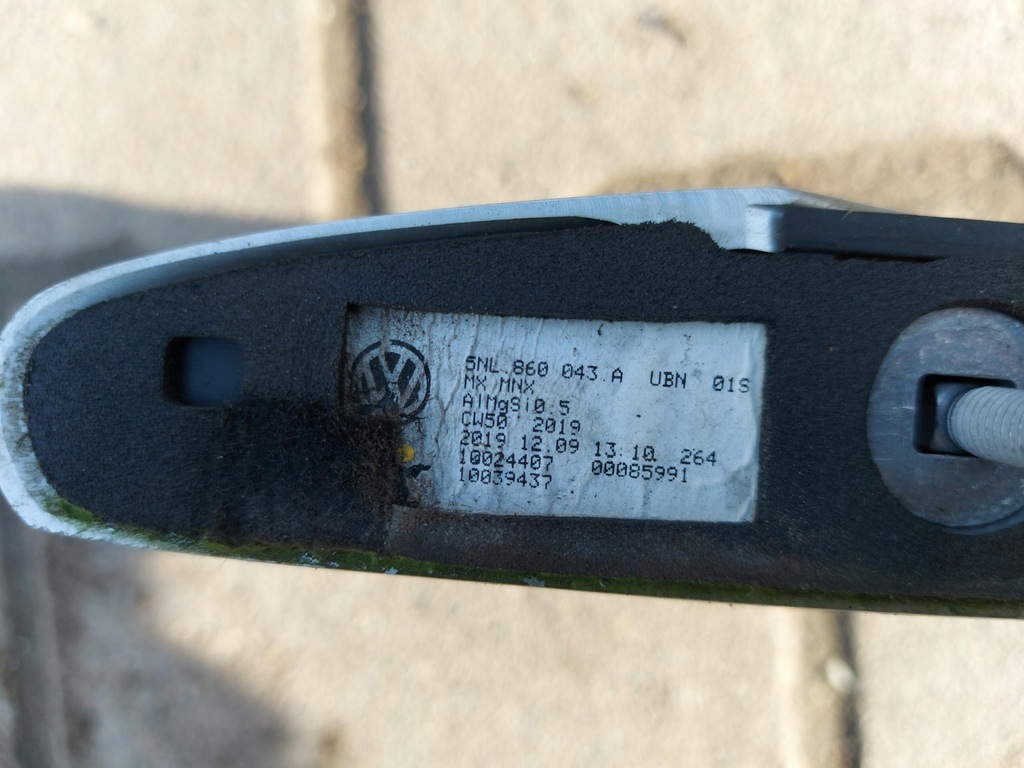 5NL.860 043.A UBN 01S
MX MNX
AlMgSi0.5
CW50 2019
2019.12.09 13:10 264
10024407 00085991
10039437